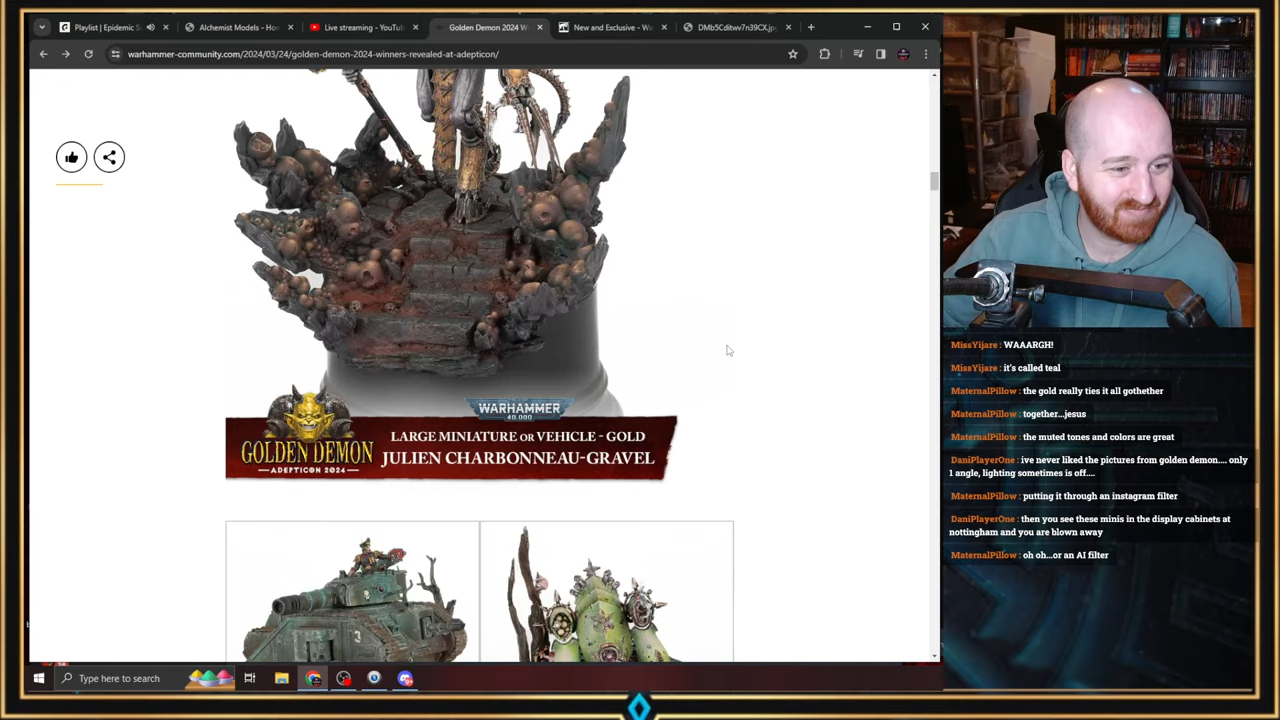 Playlist | Epidemic S
Alchemist Models - Ho
Live streaming - YouTub
Golden Demon 2024 W
New and Exclusive - Wa
DMb5Cditwv7n39CX.jp
warhammer-community.com/2024/03/24/golden-demon-2024-winners-revealed-at-adepticon/
WARHAMMER
40,000
GOLDEN DEMON
ADEPTICON 2024
LARGE MINIATURE OR VEHICLE - GOLD
JULIEN CHARBONNEAU-GRAVEL
3
Type here to search
MissYijare : WAAARGH!
MissYijare : it's called teal
MaternalPillow : the gold really ties it all gothether
MaternalPillow : together...jesus
MaternalPillow : the muted tones and colors are great
DaniPlayerOne : ive never liked the pictures from golden demon.... only
1 angle, lighting sometimes is off....
MaternalPillow : putting it through an instagram filter
DaniPlayerOne : then you see these minis in the display cabinets at
nottingham and you are blown away
MaternalPillow : oh oh...or an AI filter